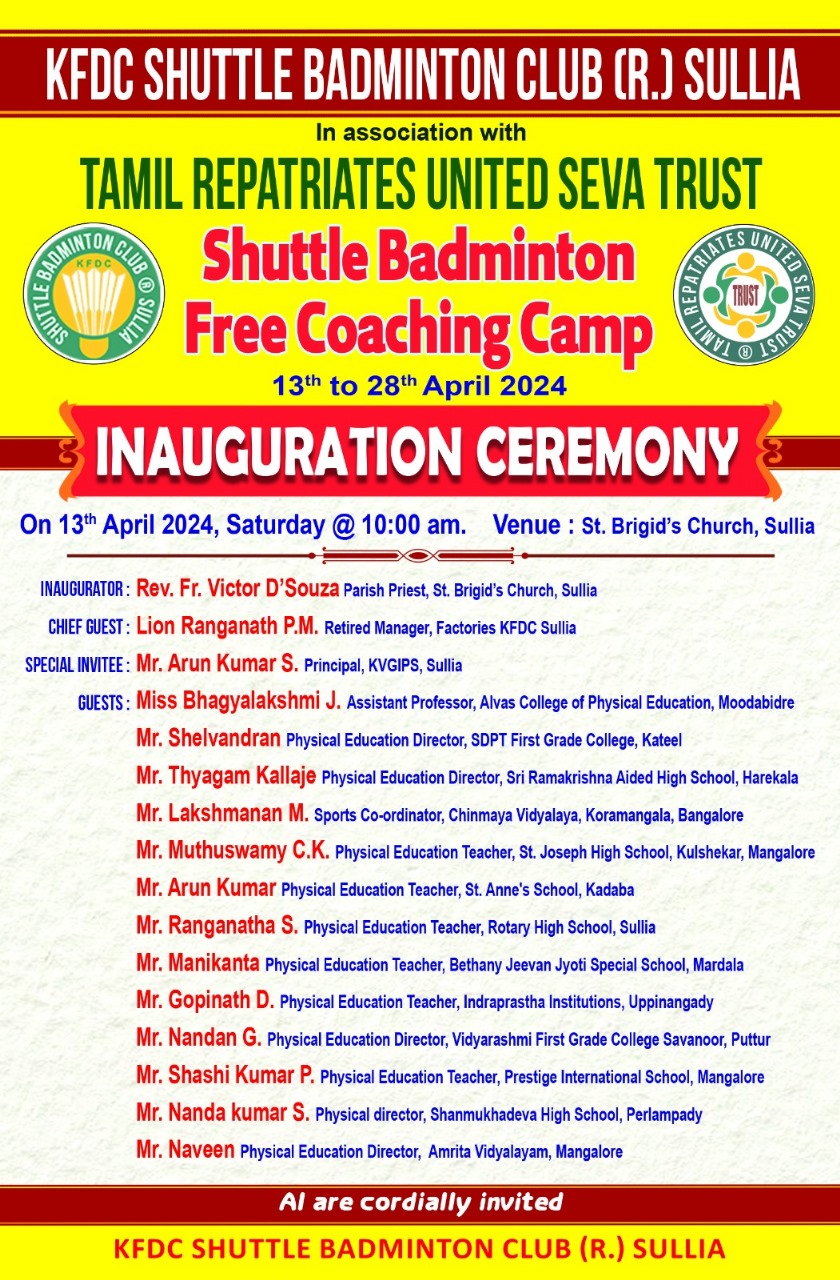 KFDC SHUTTLE BADMINTON CLUB (R.) SULLIA
In association with
TAMIL REPATRIATES UNITED SEVA TRUST
SHUTTLE BADMINTON CLUB ® SULLIA
KFDC
Shuttle Badminton
Free Coaching Camp
TAMIL REPATRIATES UNITED SEVA TRUST ®
TRUST
13th to 28th April 2024
INAUGURATION CEREMONY
On 13th April 2024, Saturday @ 10:00 am. Venue : St. Brigid's Church, Sullia
INAUGURATOR : Rev. Fr. Victor D'Souza Parish Priest, St. Brigid's Church, Sullia
CHIEF GUEST : Lion Ranganath P.M. Retired Manager, Factories KFDC Sullia
SPECIAL INVITEE : Mr. Arun Kumar S. Principal, KVGIPS, Sullia
GUESTS : Miss Bhagyalakshmi J. Assistant Professor, Alvas College of Physical Education, Moodabidre
Mr. Shelvandran Physical Education Director, SDPT First Grade College, Kateel
Mr. Thyagam Kallaje Physical Education Director, Sri Ramakrishna Aided High School, Harekala
Mr. Lakshmanan M. Sports Co-ordinator, Chinmaya Vidyalaya, Koramangala, Bangalore
Mr. Muthuswamy C.K. Physical Education Teacher, St. Joseph High School, Kulshekar, Mangalore
Mr. Arun Kumar Physical Education Teacher, St. Anne's School, Kadaba
Mr. Ranganatha S. Physical Education Teacher, Rotary High School, Sullia
Mr. Manikanta Physical Education Teacher, Bethany Jeevan Jyoti Special School, Mardala
Mr. Gopinath D. Physical Education Teacher, Indraprastha Institutions, Uppinangady
Mr. Nandan G. Physical Education Director, Vidyarashmi First Grade College Savanoor, Puttur
Mr. Shashi Kumar P. Physical Education Teacher, Prestige International School, Mangalore
Mr. Nanda kumar S. Physical director, Shanmukhadeva High School, Perlampady
Mr. Naveen Physical Education Director, Amrita Vidyalayam, Mangalore
Al are cordially invited
KFDC SHUTTLE BADMINTON CLUB (R.) SULLIA